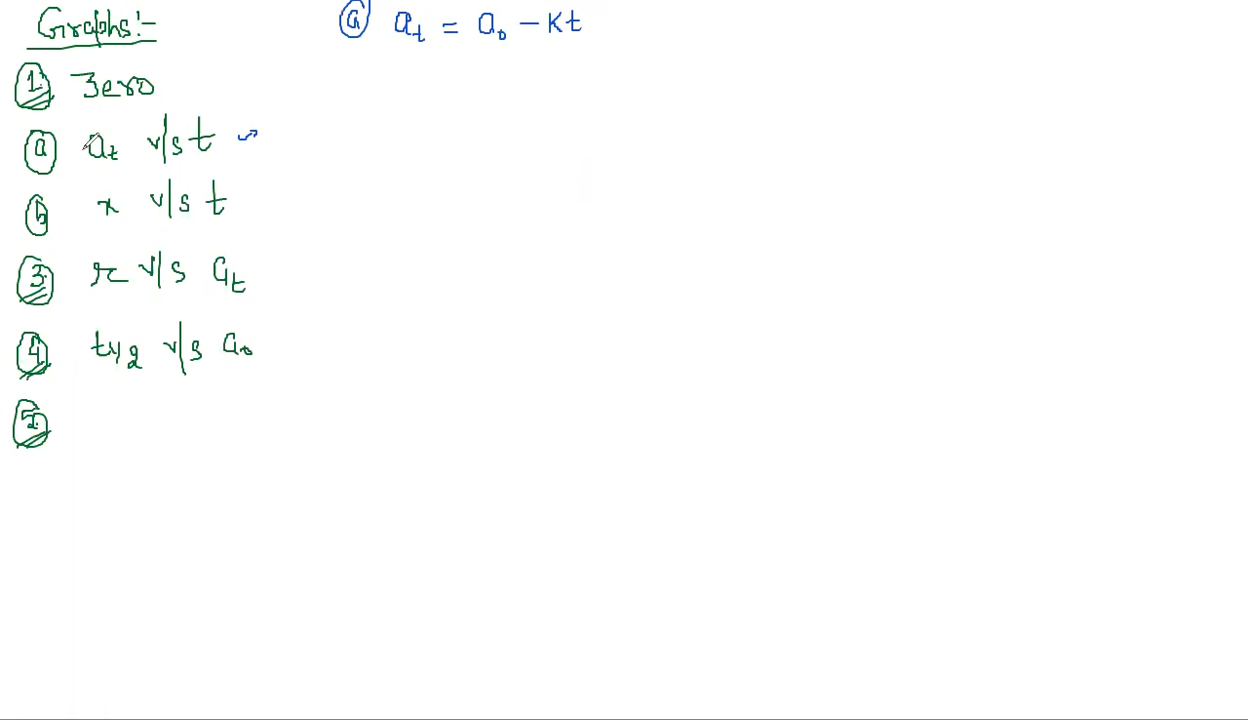 Graphs:-
1. Zero
a at v/s t
b x v/s t
3. r v/s at
4. t1/2 v/s a0
5.
a at = a0 - Kt